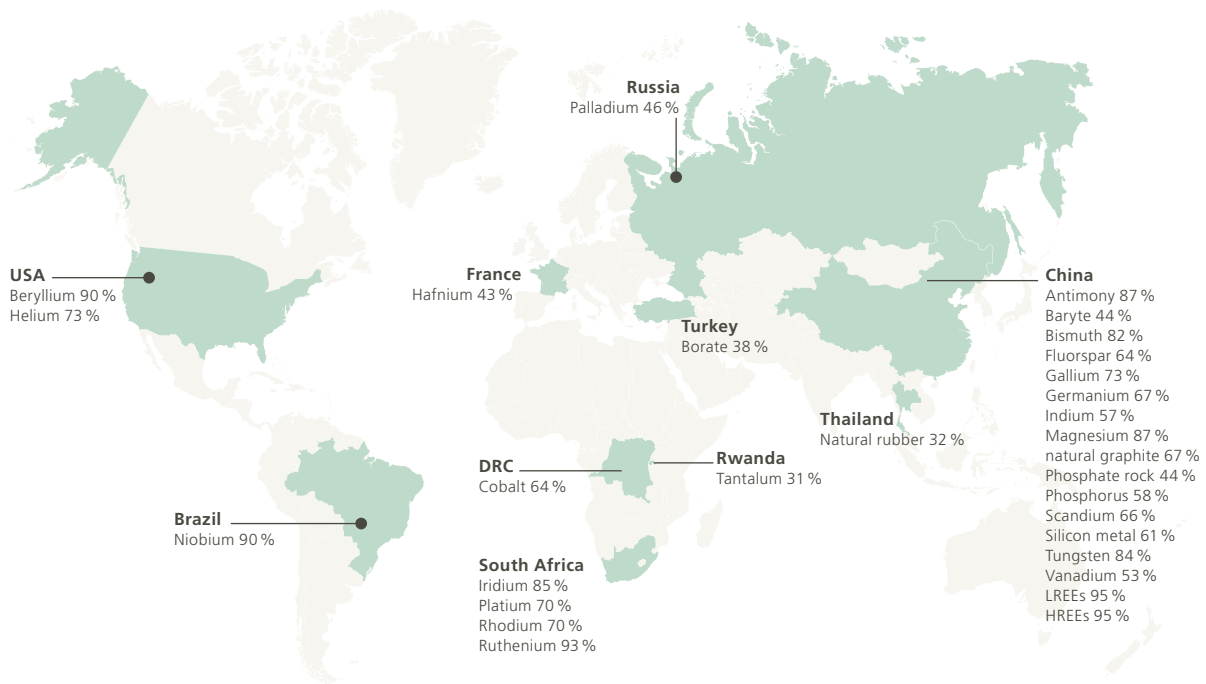 Russia
Palladium 46 %
USA
Beryllium 90 %
Helium 73 %
France
Hafnium 43 %
China
Antimony 87 %
Baryte 44 %
Bismuth 82 %
Fluorspar 64 %
Gallium 73 %
Germanium 67 %
Indium 57 %
Magnesium 87 %
natural graphite 67 %
Phosphate rock 44 %
Phosphorus 58 %
Scandium 66 %
Silicon metal 61 %
Tungsten 84 %
Vanadium 53 %
LREEs 95 %
HREEs 95 %
Turkey
Borate 38 %
Thailand
Natural rubber 32 %
DRC
Cobalt 64 %
Rwanda
Tantalum 31 %
Brazil
Niobium 90 %
South Africa
Iridium 85 %
Platium 70 %
Rhodium 70 %
Ruthenium 93 %